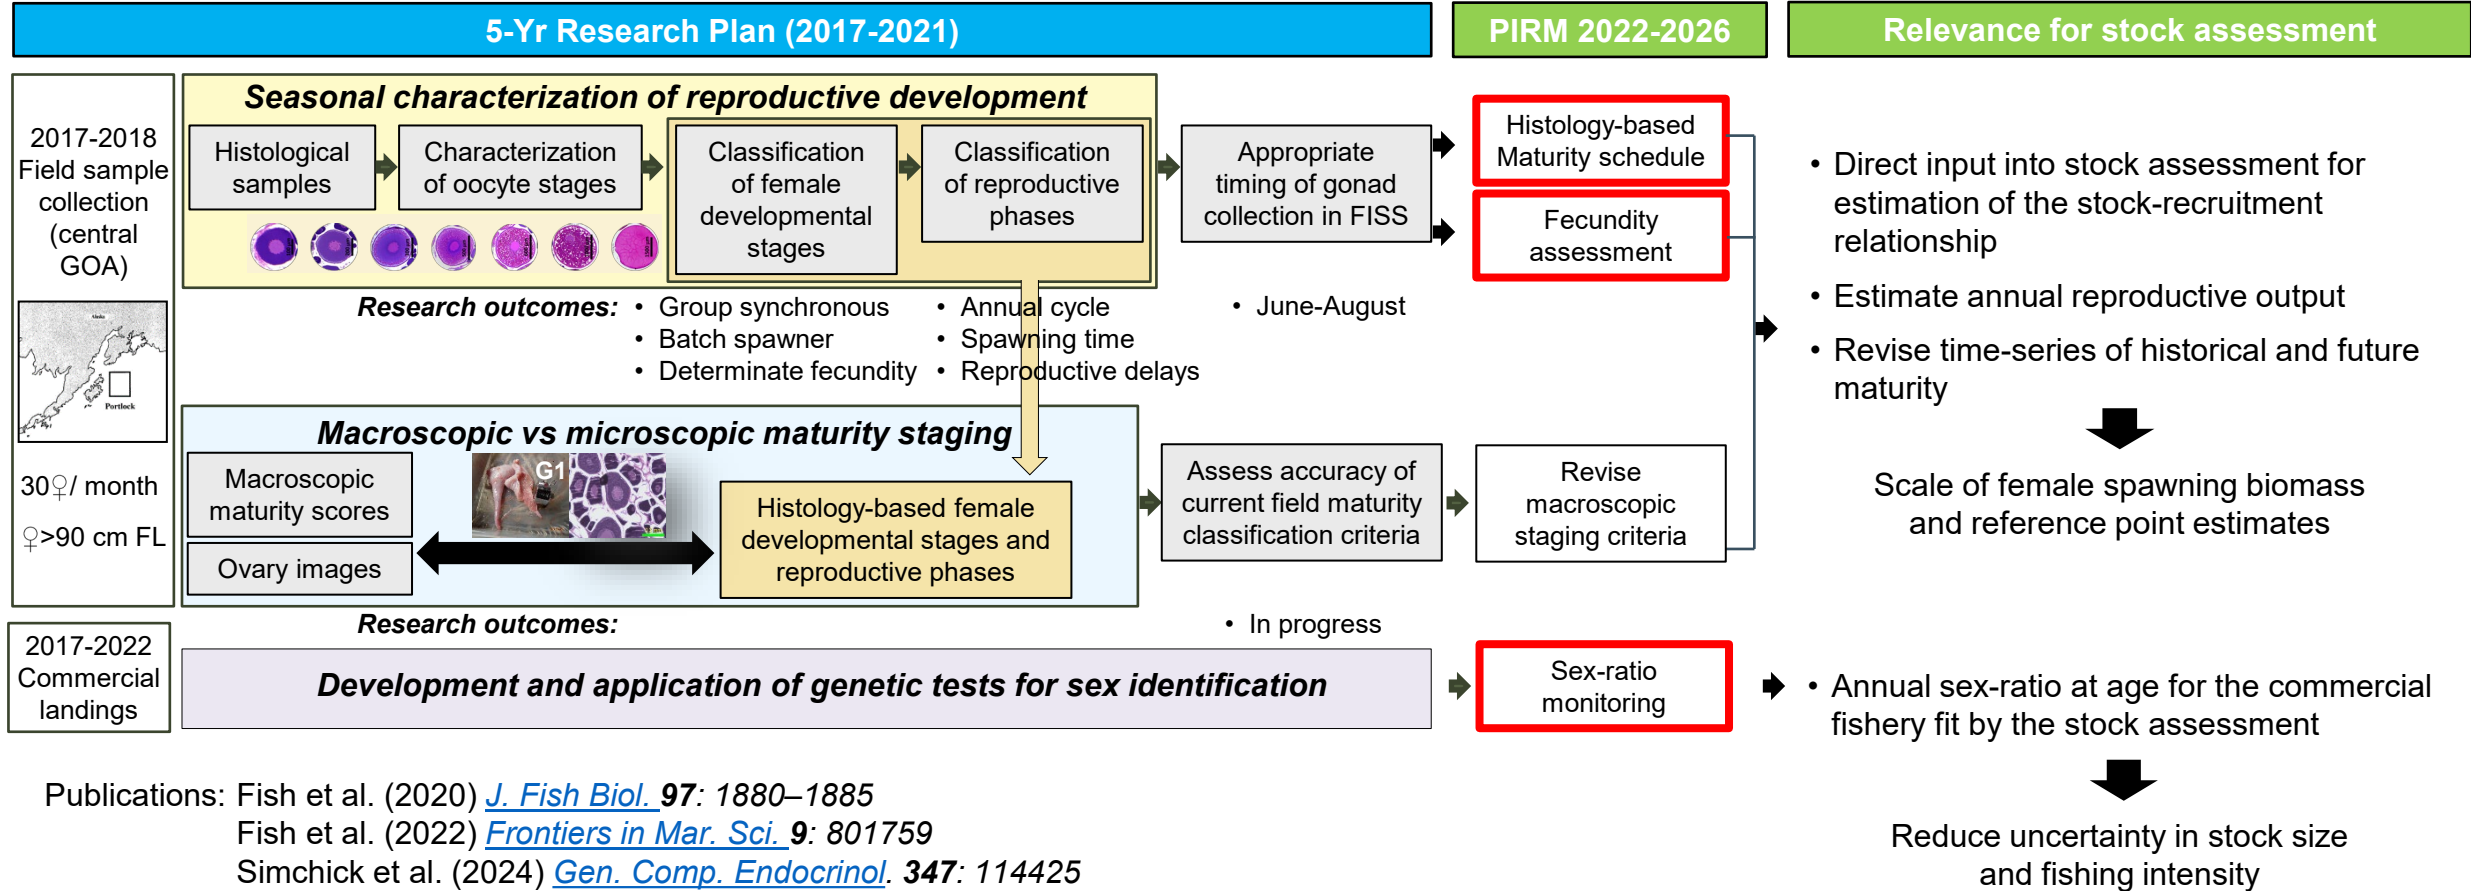 5-Yr Research Plan (2017-2021)
PIRM 2022-2026
Relevance for stock assessment
2017-2018
Field sample
collection
(central
GOA)
Alaska
Portlock
30♀/ month
♀>90 cm FL
Seasonal characterization of reproductive development
Histological
samples
Characterization
of oocyte stages
Classification
of female
developmental
stages
Classification
of reproductive
phases
Appropriate
timing of gonad
collection in FISS
Histology-based
Maturity schedule
Fecundity
assessment
Research outcomes:
• Group synchronous
• Batch spawner
• Determinate fecundity
• Annual cycle
• Spawning time
• Reproductive delays
• June-August
Macroscopic vs microscopic maturity staging
Macroscopic
maturity scores
Ovary images
G1
Histology-based female
developmental stages and
reproductive phases
Assess accuracy of
current field maturity
classification criteria
Revise
macroscopic
staging criteria
Research outcomes:
• In progress
• Direct input into stock assessment for
estimation of the stock-recruitment
relationship
• Estimate annual reproductive output
• Revise time-series of historical and future
maturity
Scale of female spawning biomass
and reference point estimates
2017-2022
Commercial
landings
Development and application of genetic tests for sex identification
Sex-ratio
monitoring
• Annual sex-ratio at age for the commercial
fishery fit by the stock assessment
Reduce uncertainty in stock size
and fishing intensity
Publications: Fish et al. (2020) J. Fish Biol. 97: 1880–1885
Fish et al. (2022) Frontiers in Mar. Sci. 9: 801759
Simchick et al. (2024) Gen. Comp. Endocrinol. 347: 114425